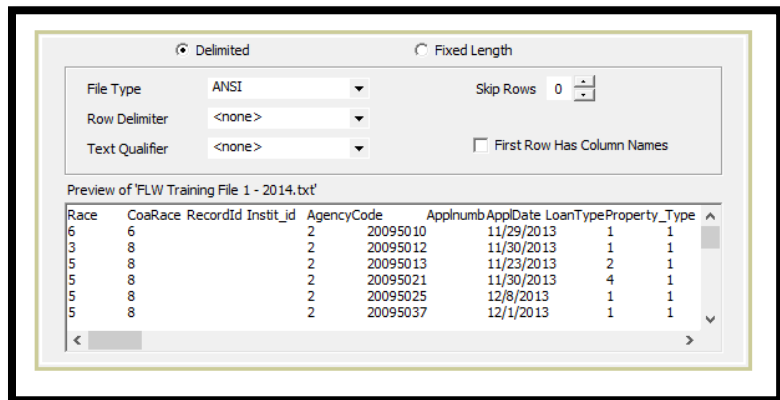 Delimited Fixed Length
File Type ANSI Skip Rows 0
Row Delimiter <none>
Text Qualifier <none> First Row Has Column Names
Preview of 'FLW Training File 1 - 2014.txt'
Race CoaRace RecordId Instit_id AgencyCode Applnumb ApplDate LoanType Property_Type
6 6 2 20095010 11/29/2013 1 1
3 8 2 20095012 11/30/2013 1 1
5 8 2 20095013 11/23/2013 2 1
5 8 2 20095021 11/30/2013 4 1
5 8 2 20095025 12/8/2013 1 1
5 8 2 20095037 12/1/2013 1 1